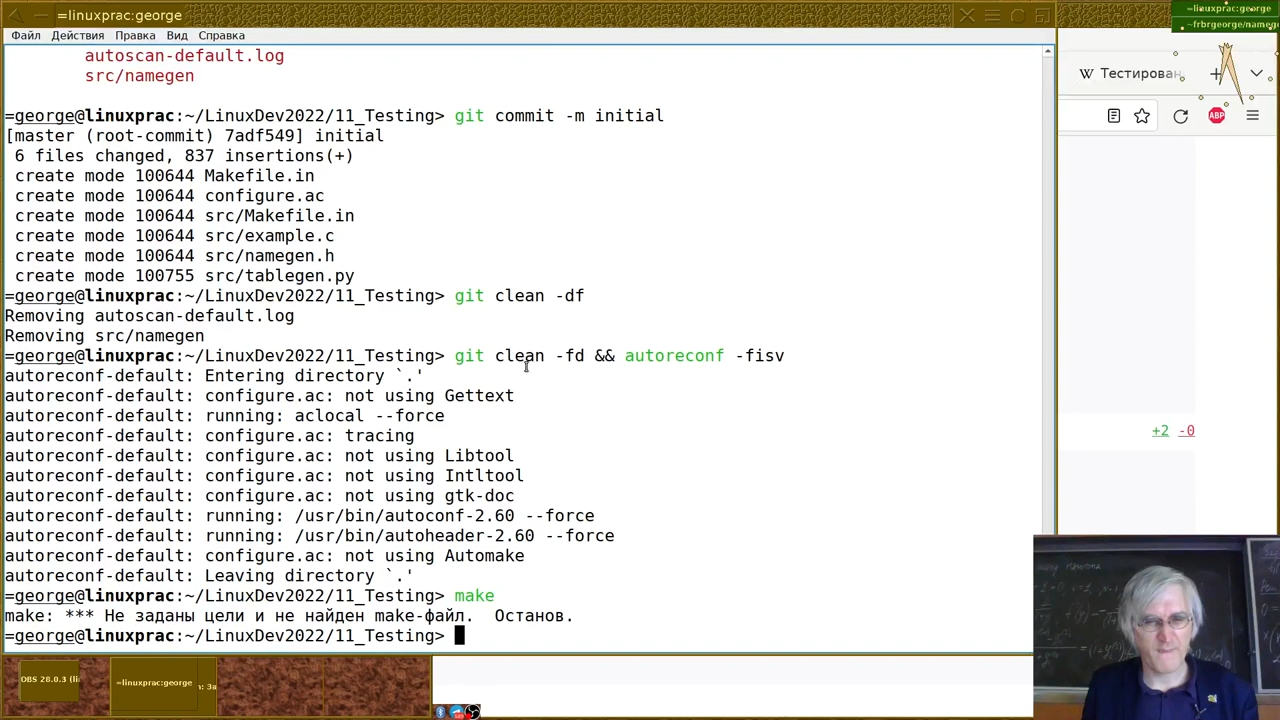 =linuxprac:george
=linuxprac:george
~frbrgeorge/nameg
Файл Действия Правка Вид Справка
W Тестирован
ABP
autoscan-default.log
src/namegen
=george@linuxprac:~/LinuxDev2022/11_Testing> git commit -m initial
[master (root-commit) 7adf549] initial
 6 files changed, 837 insertions(+)
 create mode 100644 Makefile.in
 create mode 100644 configure.ac
 create mode 100644 src/Makefile.in
 create mode 100644 src/example.c
 create mode 100644 src/namegen.h
 create mode 100755 src/tablegen.py
=george@linuxprac:~/LinuxDev2022/11_Testing> git clean -df
Removing autoscan-default.log
Removing src/namegen
=george@linuxprac:~/LinuxDev2022/11_Testing> git clean -fd && autoreconf -fisv
autoreconf-default: Entering directory `.'
autoreconf-default: configure.ac: not using Gettext
autoreconf-default: running: aclocal --force
autoreconf-default: configure.ac: tracing
autoreconf-default: configure.ac: not using Libtool
autoreconf-default: configure.ac: not using Intltool
autoreconf-default: configure.ac: not using gtk-doc
autoreconf-default: running: /usr/bin/autoconf-2.60 --force
autoreconf-default: running: /usr/bin/autoheader-2.60 --force
autoreconf-default: configure.ac: not using Automake
autoreconf-default: Leaving directory `.'
=george@linuxprac:~/LinuxDev2022/11_Testing> make
make: *** Не заданы цели и не найден make-файл.  Останов.
=george@linuxprac:~/LinuxDev2022/11_Testing>
+2 -0
OBS 28.0.3 (li
=linuxprac:george